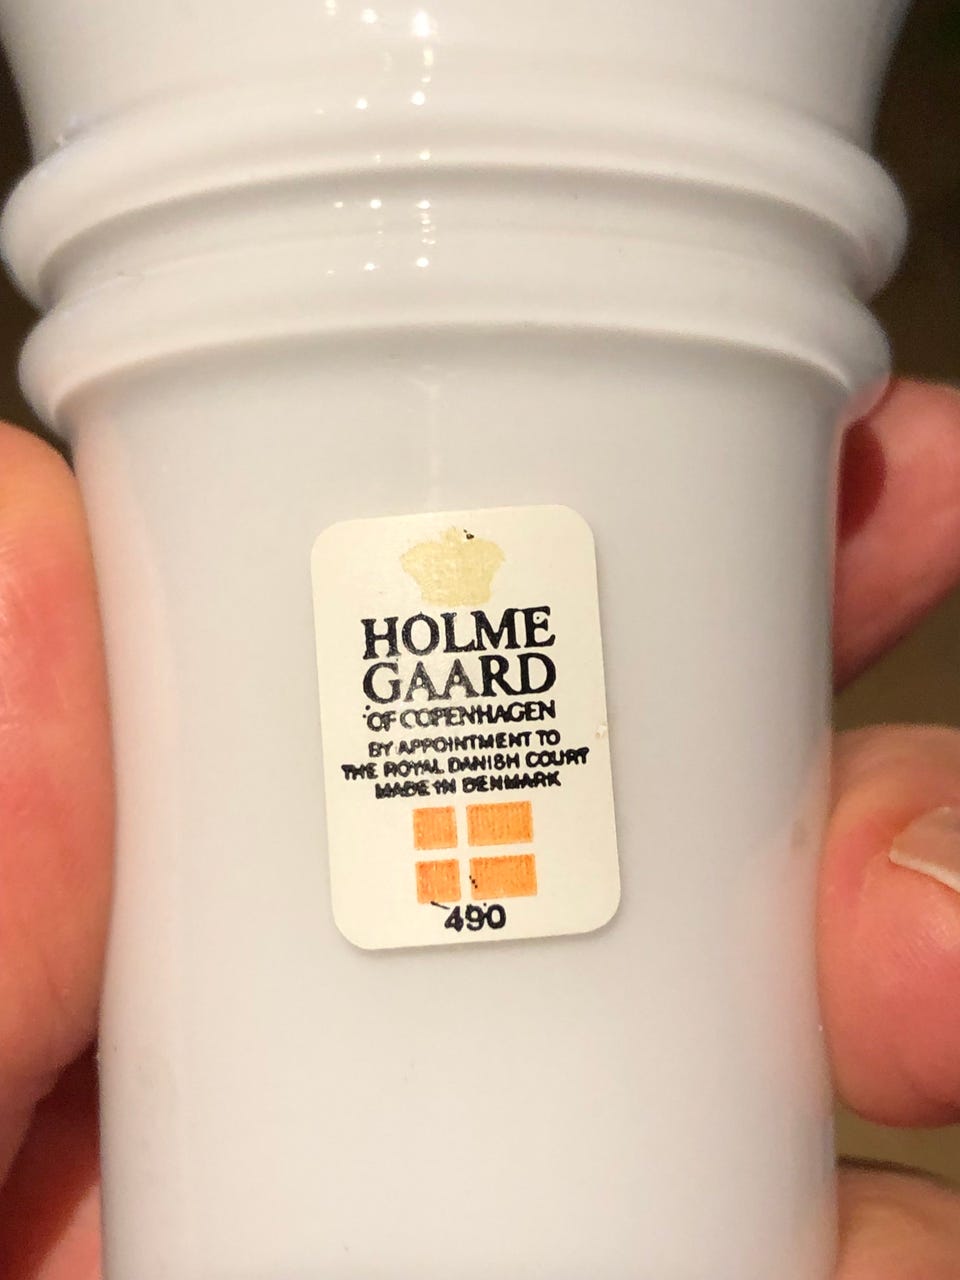 HOLME
GAARD
OF COPENHAGEN
BY APPOINTMENT TO
THE ROYAL DANISH COURT
MADE IN DENMARK
490